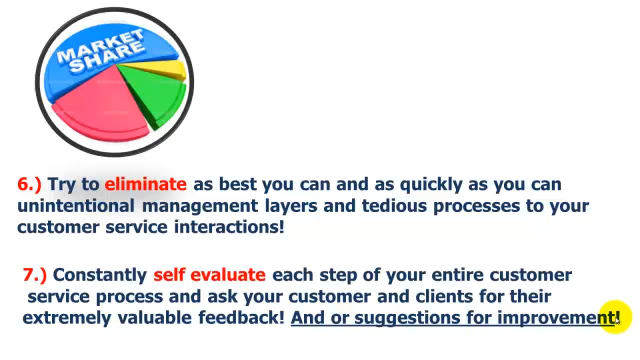 MARKET
SHARE
6.) Try to eliminate as best you can and as quickly as you can
unintentional management layers and tedious processes to your
customer service interactions!
7.) Constantly self evaluate each step of your entire customer
service process and ask your customer and clients for their
extremely valuable feedback! And or suggestions for improvement!